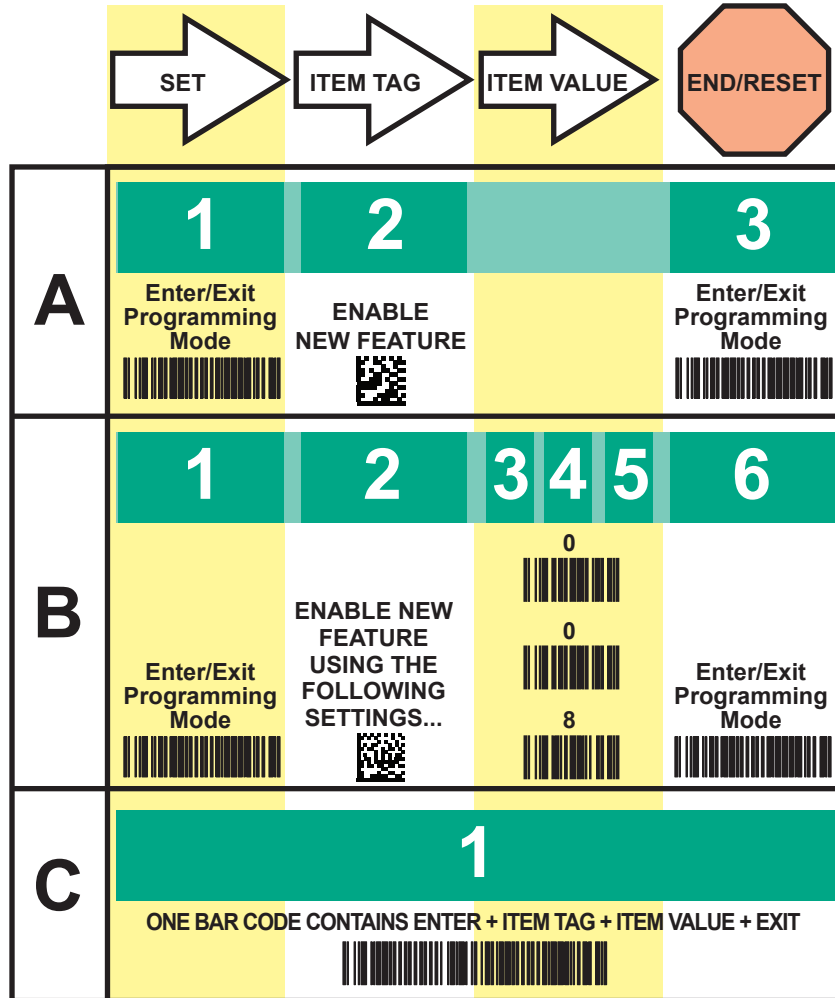 SET
ITEM TAG
ITEM VALUE
END/RESET
A
1
2
3
Enter/Exit
Programming
Mode
ENABLE
NEW FEATURE
Enter/Exit
Programming
Mode
B
1
2
3
4
5
6
Enter/Exit
Programming
Mode
ENABLE NEW
FEATURE
USING THE
FOLLOWING
SETTINGS...
0
0
8
Enter/Exit
Programming
Mode
C
1
ONE BAR CODE CONTAINS ENTER + ITEM TAG + ITEM VALUE + EXIT